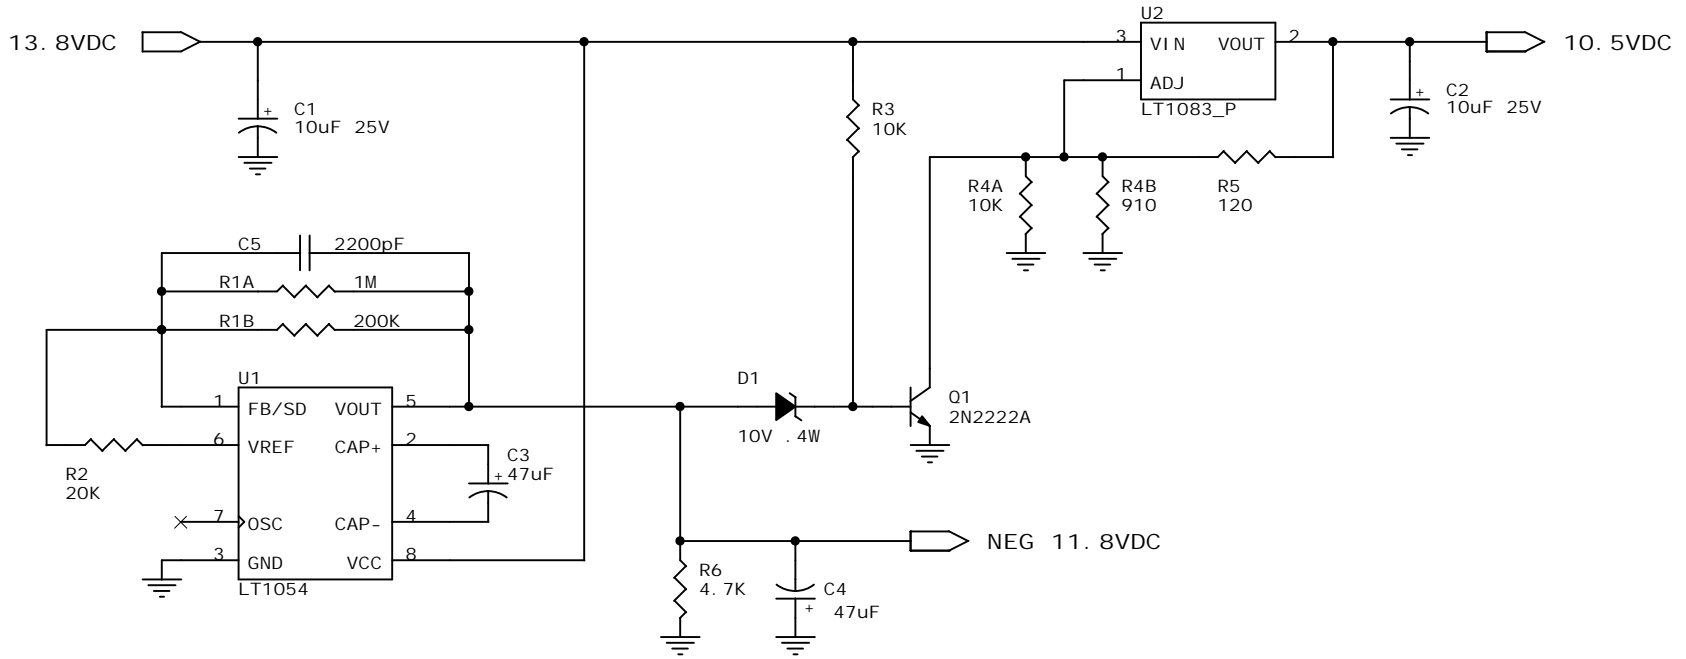 U2
13.8VDC
3
VIN
VOUT
2
10.5VDC
1
ADJ
LT1083_P
+
C1
10uF 25V
R3
10K
+
C2
10uF 25V
R4A
10K
R4B
910
R5
120
C5
2200pF
R1A
1M
R1B
200K
U1
1
FB/SD
VOUT
5
6
VREF
CAP+
2
R2
20K
C3
+
47uF
7
OSC
CAP-
4
3
GND
VCC
8
LT1054
D1
10V .4W
Q1
2N2222A
NEG 11.8VDC
R6
4.7K
C4
+
47uF